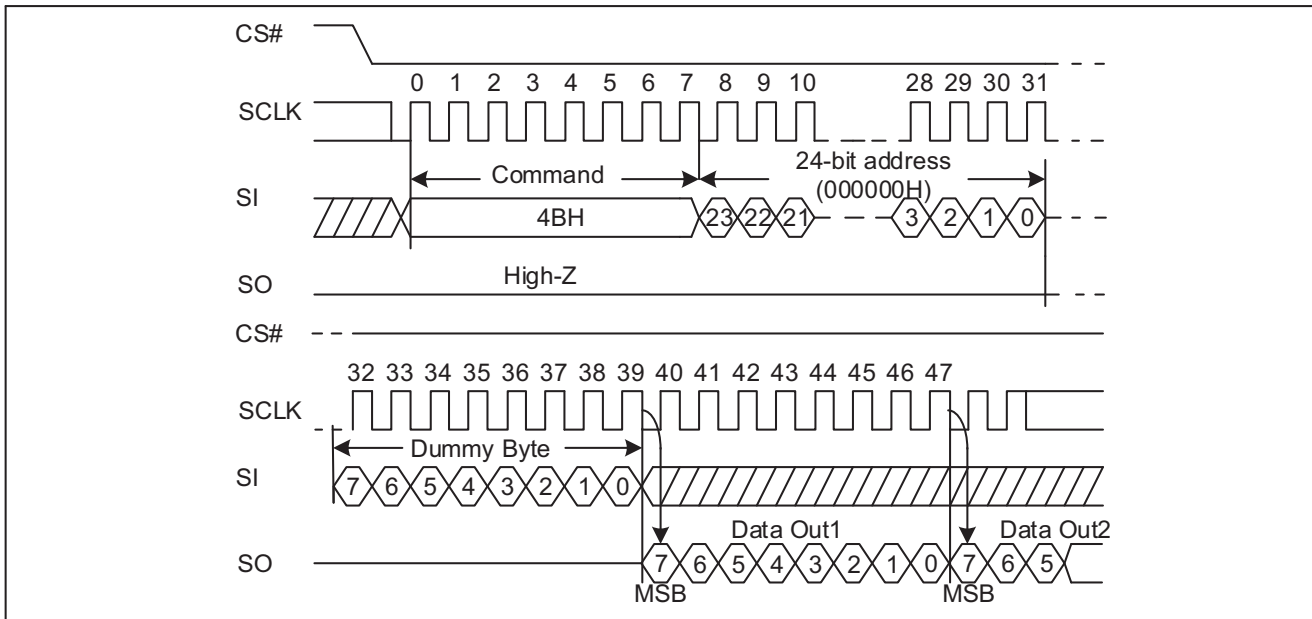 CS#
0 1 2 3 4 5 6 7 8 9 10 28 29 30 31
SCLK
Command
24-bit address
(000000H)
SI
4BH
23 22 21 3 2 1 0
High-Z
SO
CS#
32 33 34 35 36 37 38 39 40 41 42 43 44 45 46 47
SCLK
Dummy Byte
SI
7 6 5 4 3 2 1 0
Data Out1 Data Out2
SO
7 6 5 4 3 2 1 0 7 6 5
MSB MSB